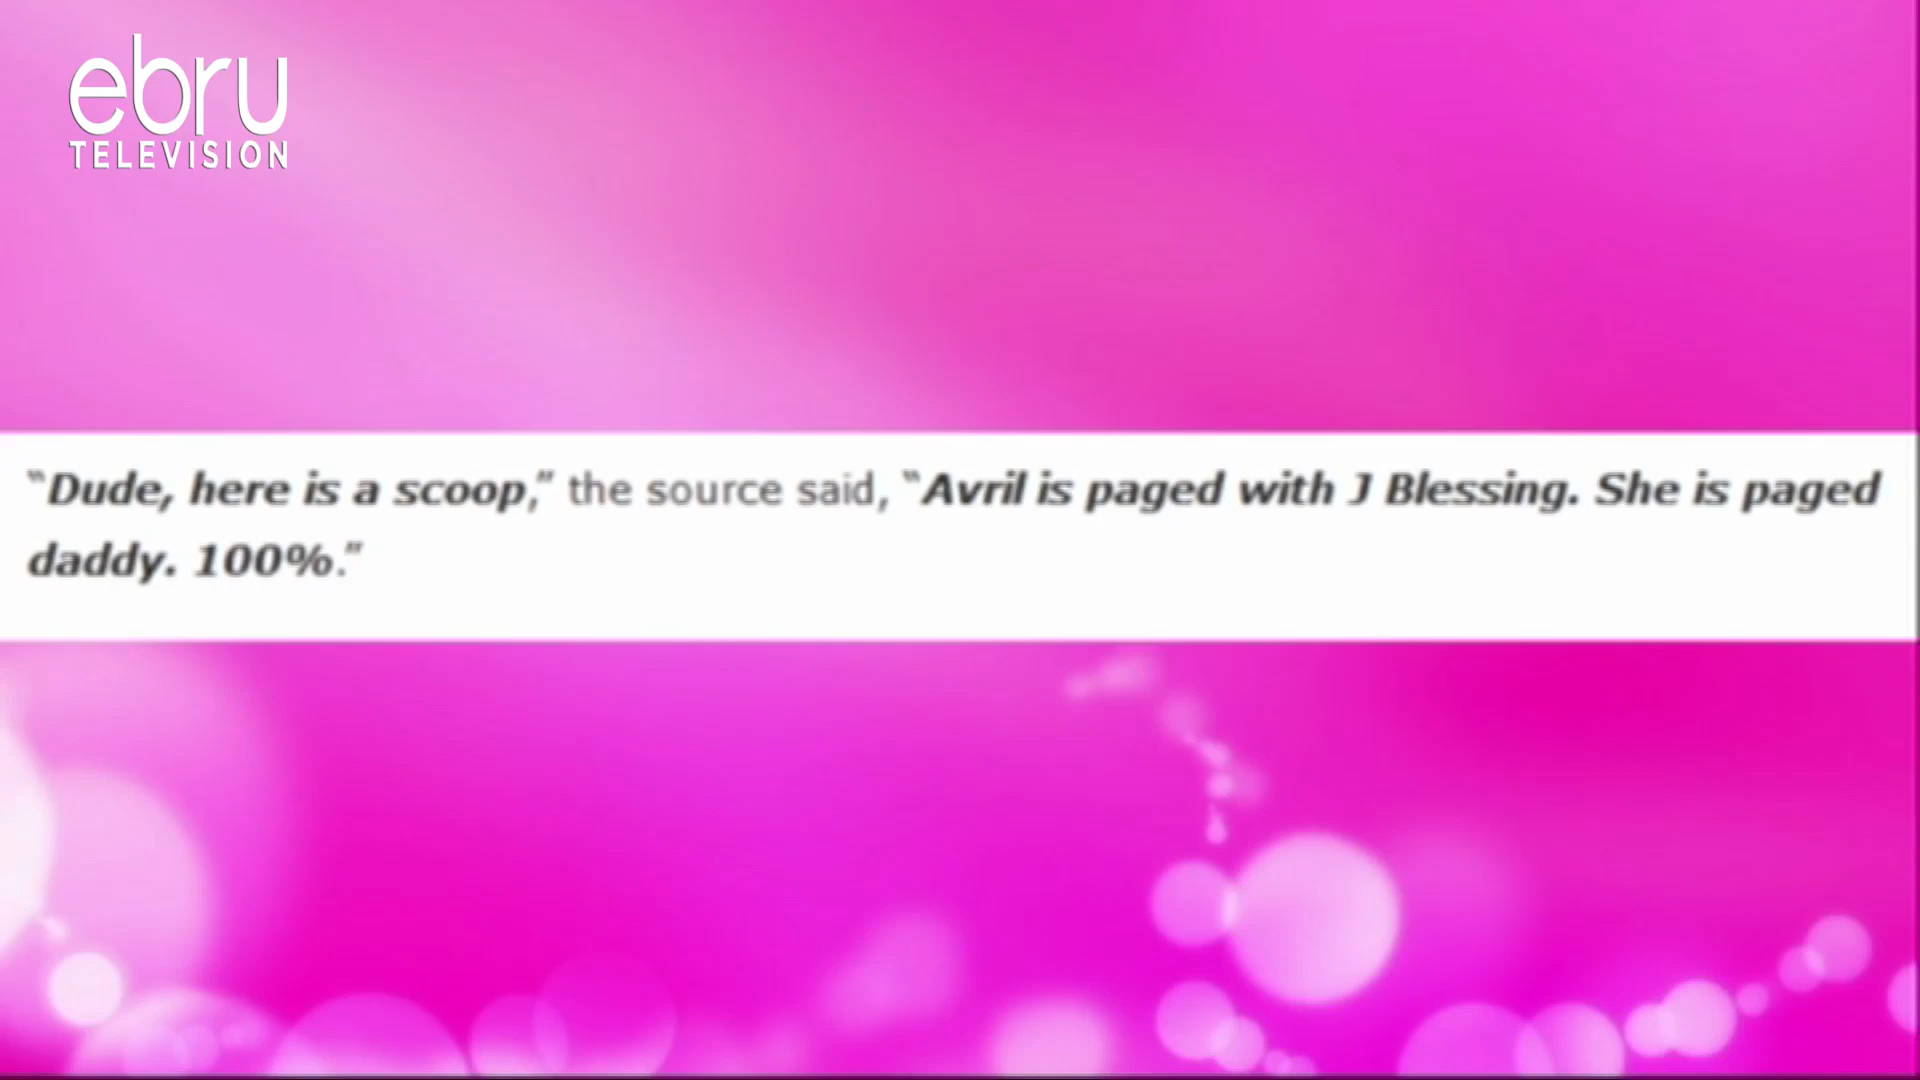 ebru
TELEVISION
“Dude, here is a scoop,” the source said, “Avril is paged with J Blessing. She is paged
daddy. 100%.”